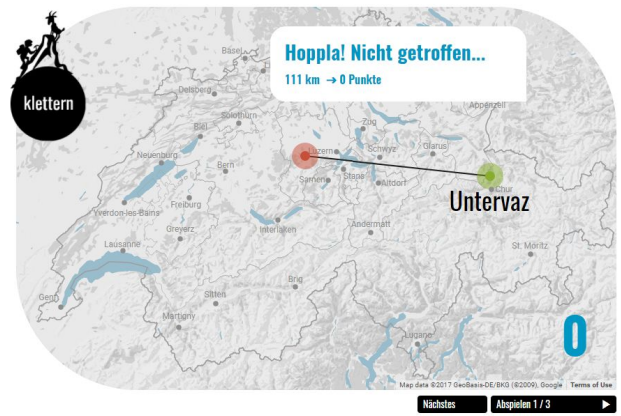 Hoppla! Nicht getroffen...
111 km → 0 Punkte
klettern
Basel
Delsberg
Appenzell
Solothurn
Zug
Biel
Luzern
Schwyz
Glarus
Neuenburg
Bern
Stans
Sarnen
Altdorf
Chur
Untervaz
Freiburg
Yverdon-les-Bains
Greyerz
Interlaken
Andermatt
Lausanne
St. Moritz
Brig
Genf
Sitten
Martigny
Lugano
0
Map data ©2017 GeoBasis-DE/BKG (©2009), Google
Terms of Use
Nächstes
Abspielen 1 / 3